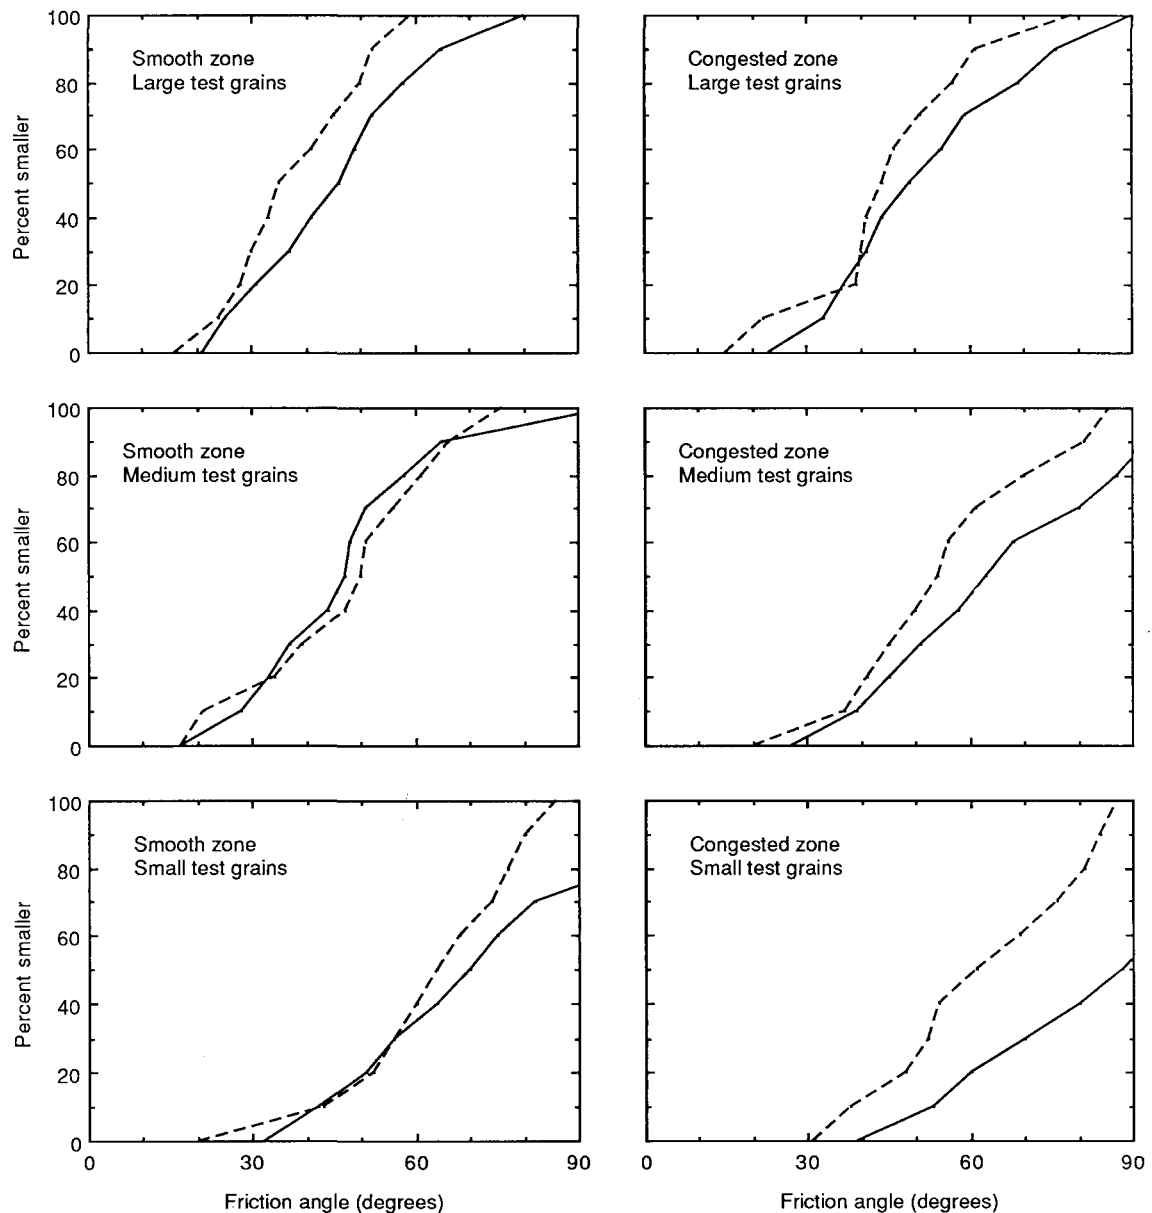 100
80
60
40
20
0
Percent smaller
Smooth zone
Large test grains
Congested zone
Large test grains
100
80
60
40
20
0
Percent smaller
Smooth zone
Medium test grains
Congested zone
Medium test grains
100
80
60
40
20
0
Percent smaller
Smooth zone
Small test grains
Congested zone
Small test grains
0 30 60 90
Friction angle (degrees)
0 30 60 90
Friction angle (degrees)